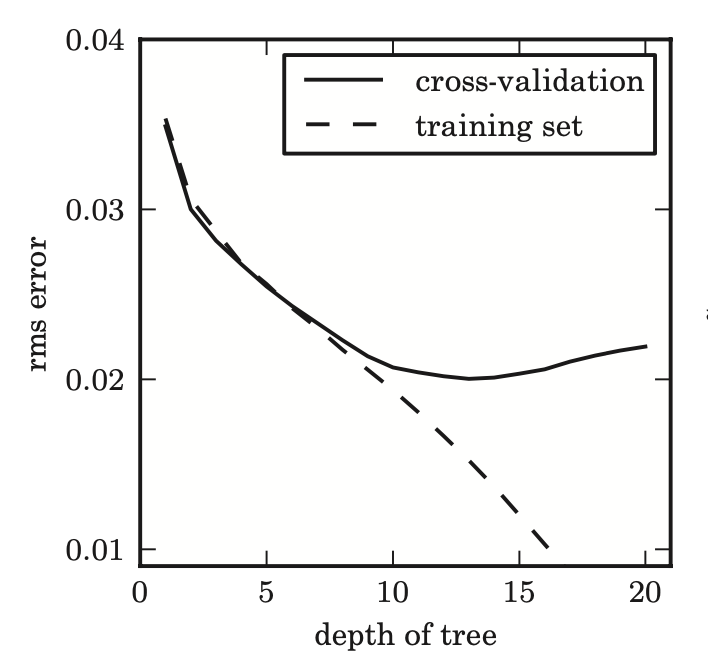 0.04
cross-validation
training set
0.03
rms error
0.02
0.01
0 5 10 15 20
depth of tree